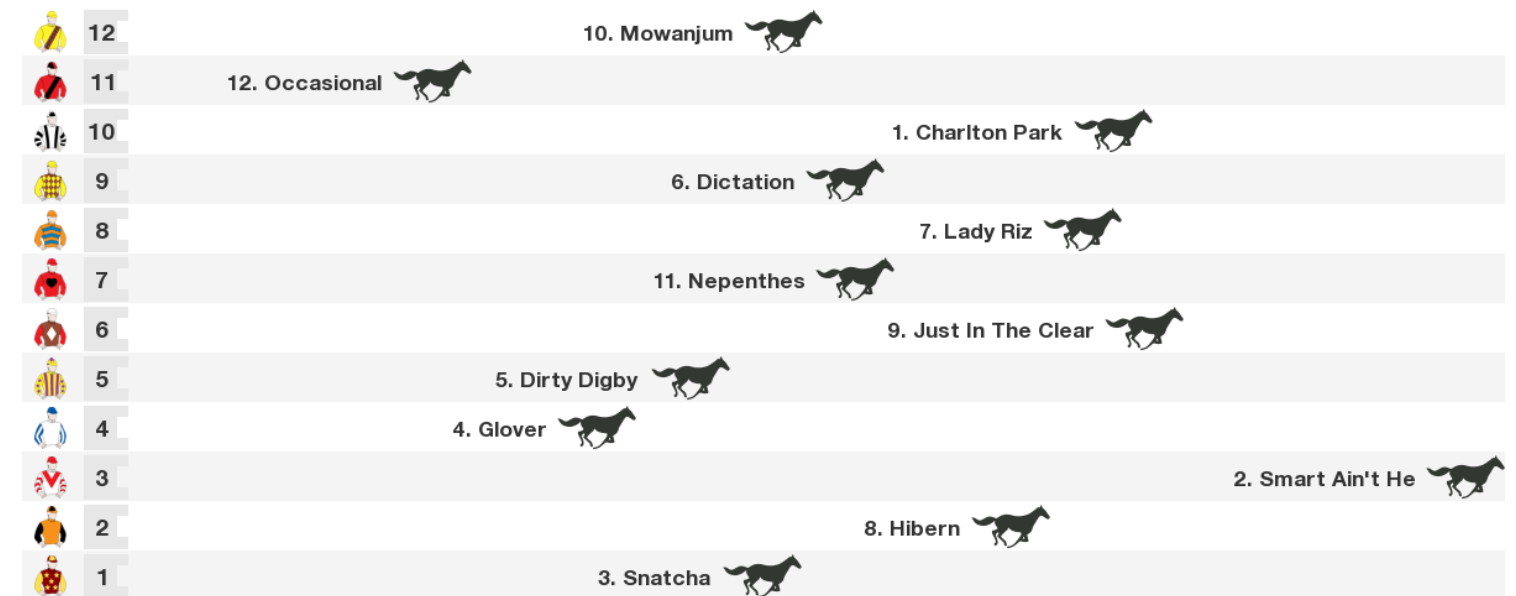 12 10. Mowanjum
11 12. Occasional
10 1. Charlton Park
9 6. Dictation
8 7. Lady Riz
7 11. Nepenthes
6 9. Just In The Clear
5 5. Dirty Digby
4 4. Glover
3 2. Smart Ain't He
2 8. Hibern
1 3. Snatcha